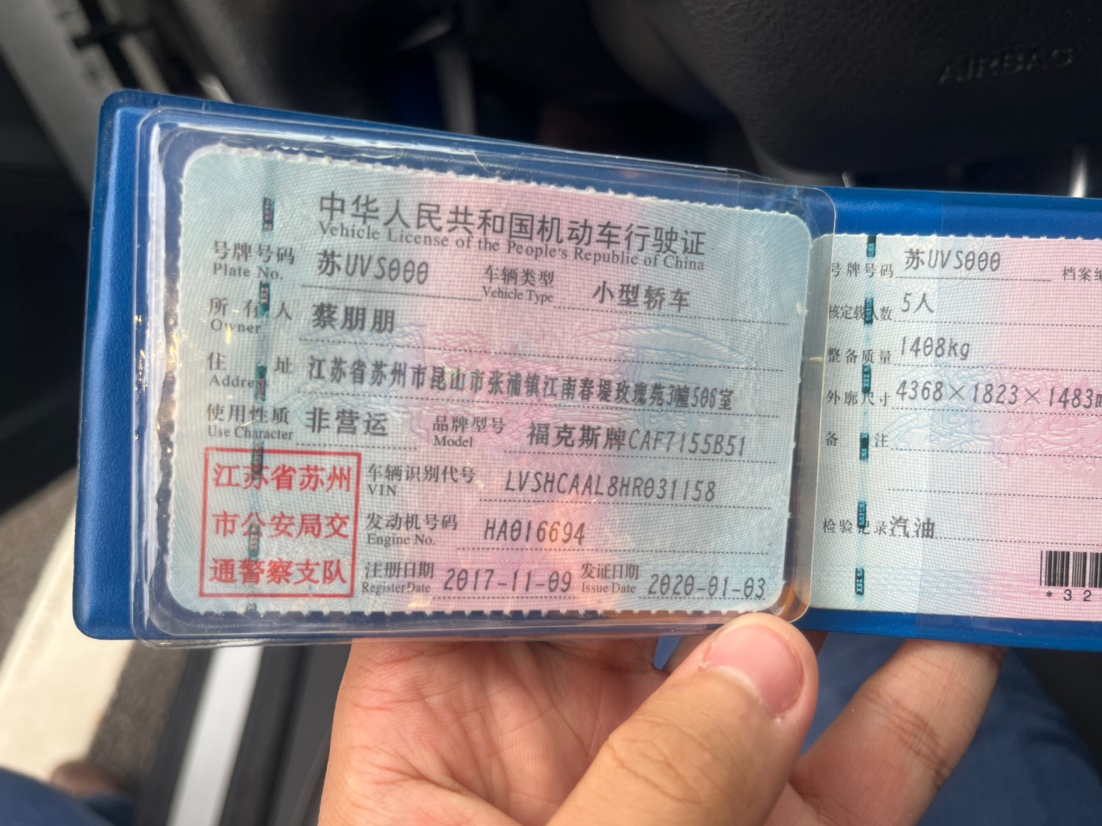 AIRBAG
中华人民共和国机动车行驶证
Vehicle License of the People's Republic of China
号牌号码 苏UVS000 车辆类型 小型轿车
Plate No. Vehicle Type
所有人 蔡朋朋
Owner
住址 江苏省苏州市昆山市张浦镇江南春堤玫瑰苑3幢506室
Address
使用性质 非营运 品牌型号 福克斯牌CAF7155B51
Use Character Model
车辆识别代号 LVSHCAAL8HR031158
VIN
发动机号码 HA016694
Engine No.
注册日期 2017-11-09 发证日期 2020-01-03
Register Date Issue Date
江苏省苏州
市公安局交
通警察支队
号牌号码 苏UVS000 档案编
核定载人数 5人
整备质量 1408kg
外廓尺寸 4368×1823×1483m
备注
检验记录 汽油
*32